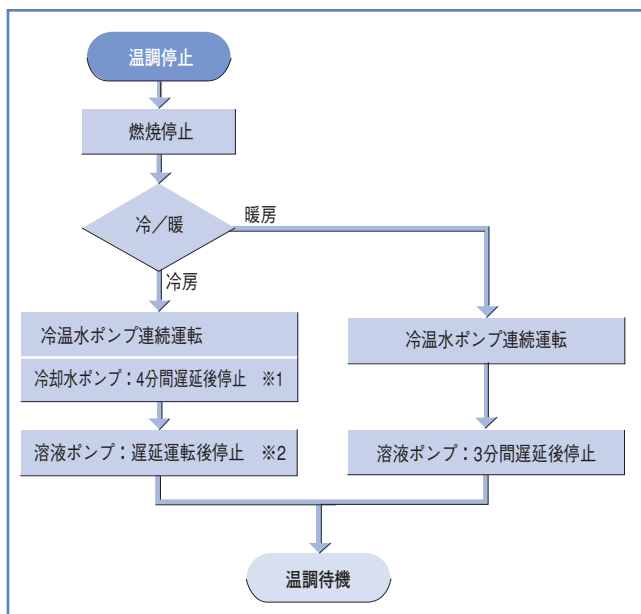 温調停止
燃焼停止
冷／暖
暖房
冷房
冷温水ポンプ連続運転
冷却水ポンプ：4分間遅延後停止　※1
溶液ポンプ：遅延運転後停止　※2
冷温水ポンプ連続運転
溶液ポンプ：3分間遅延後停止
温調待機